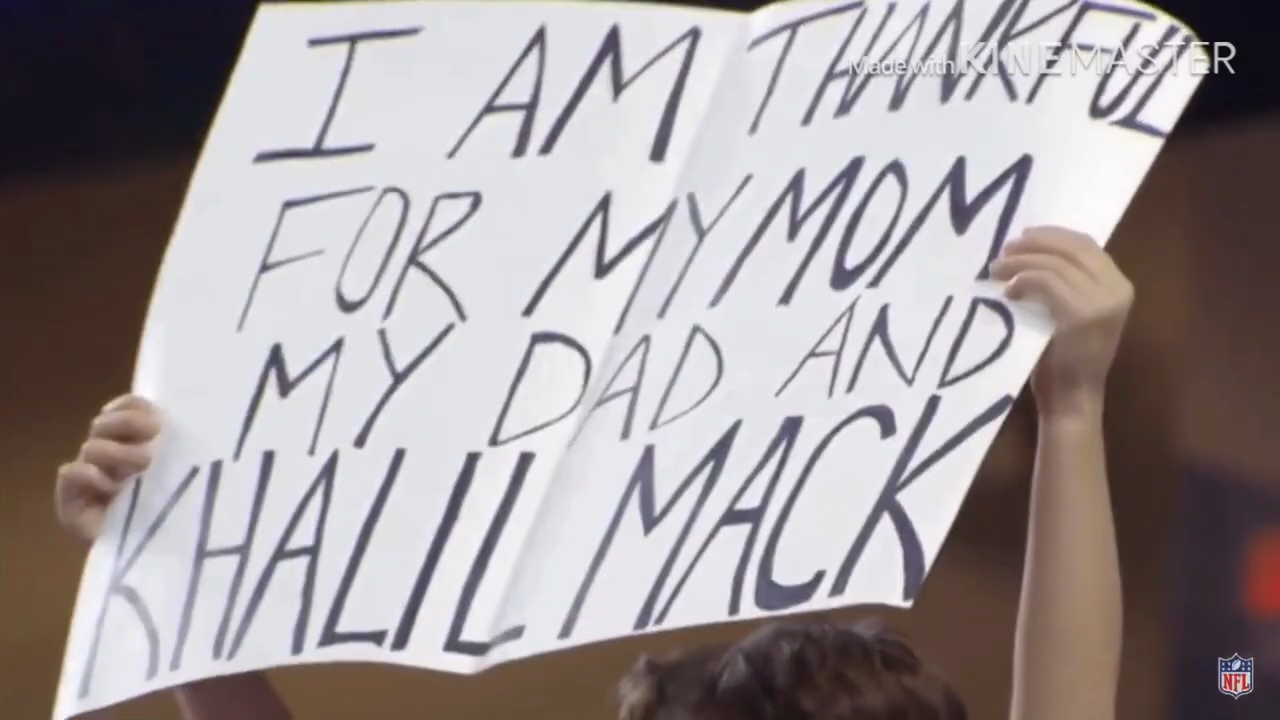 I AM THANKFUL
Made with KINEMASTER
FOR MY MOM
MY DAD AND
KHALIL MACK
NFL